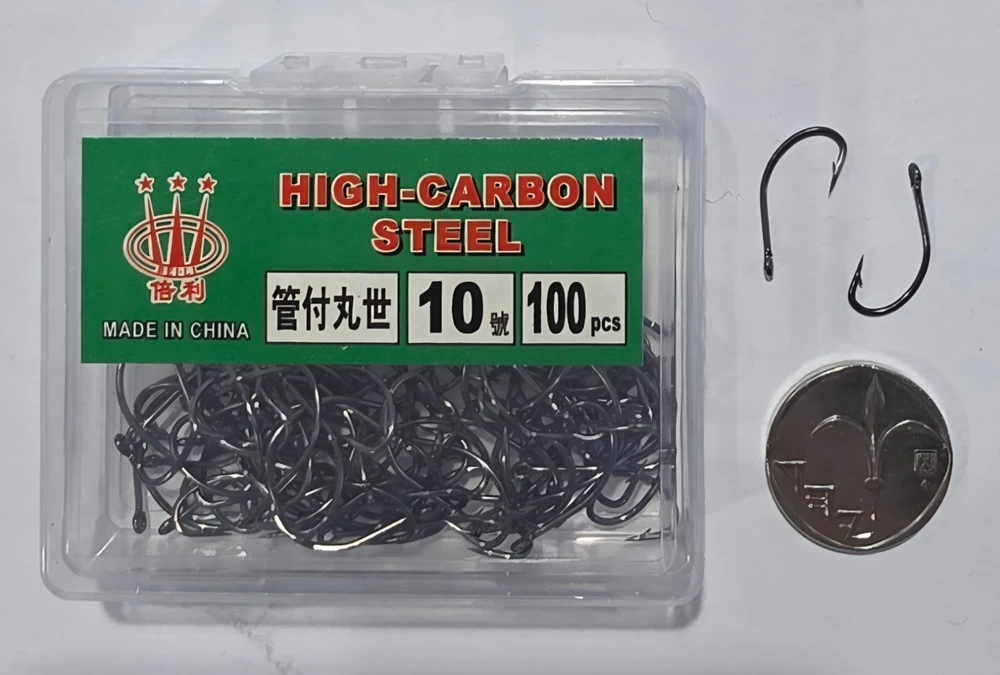 HIGH-CARBON
STEEL
倍利
MADE IN CHINA
管付丸世 10號 100pcs